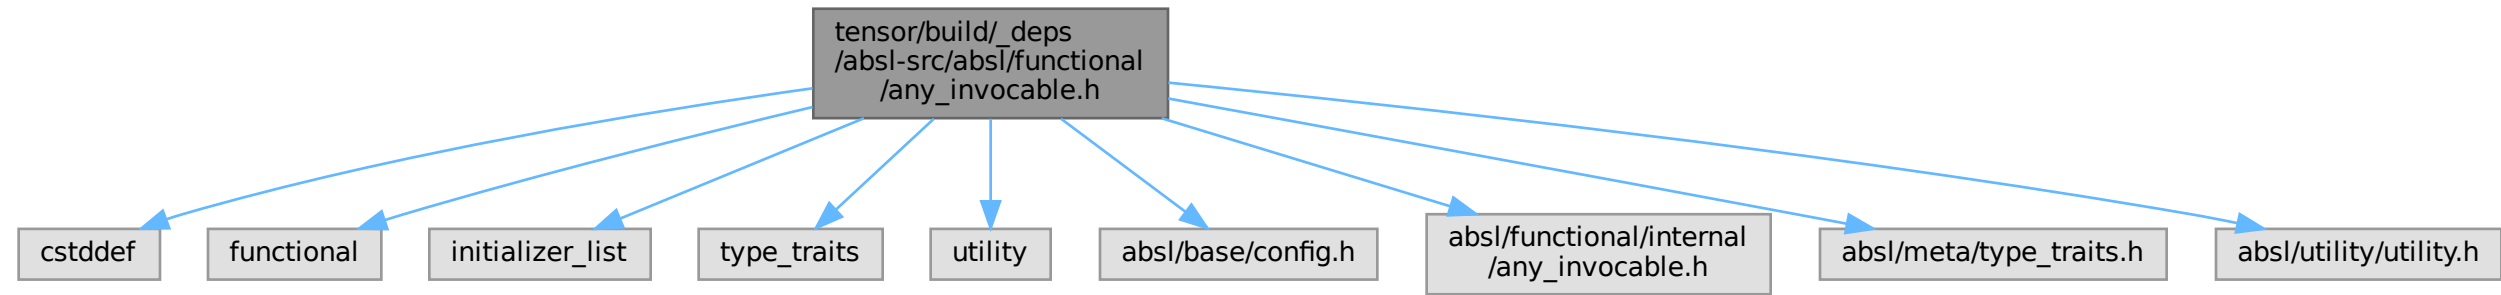 tensor/build/_deps
/absl-src/absl/functional
/any_invocable.h
cstddef
functional
initializer_list
type_traits
utility
absl/base/config.h
absl/functional/internal
/any_invocable.h
absl/meta/type_traits.h
absl/utility/utility.h